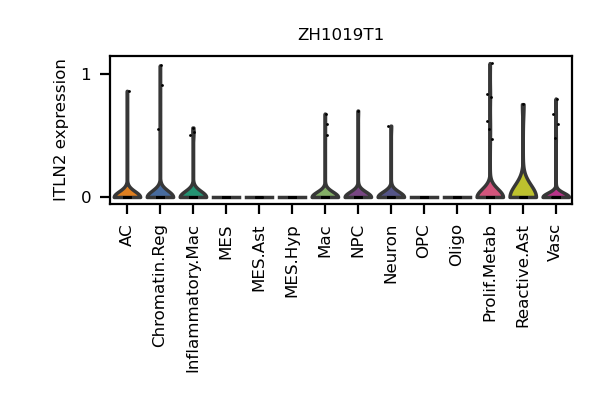 ZH1019T1
ITLN2 expression
1
0
AC
Chromatin.Reg
Inflammatory.Mac
MES
MES.Ast
MES.Hyp
Mac
NPC
Neuron
OPC
Oligo
Prolif.Metab
Reactive.Ast
Vasc